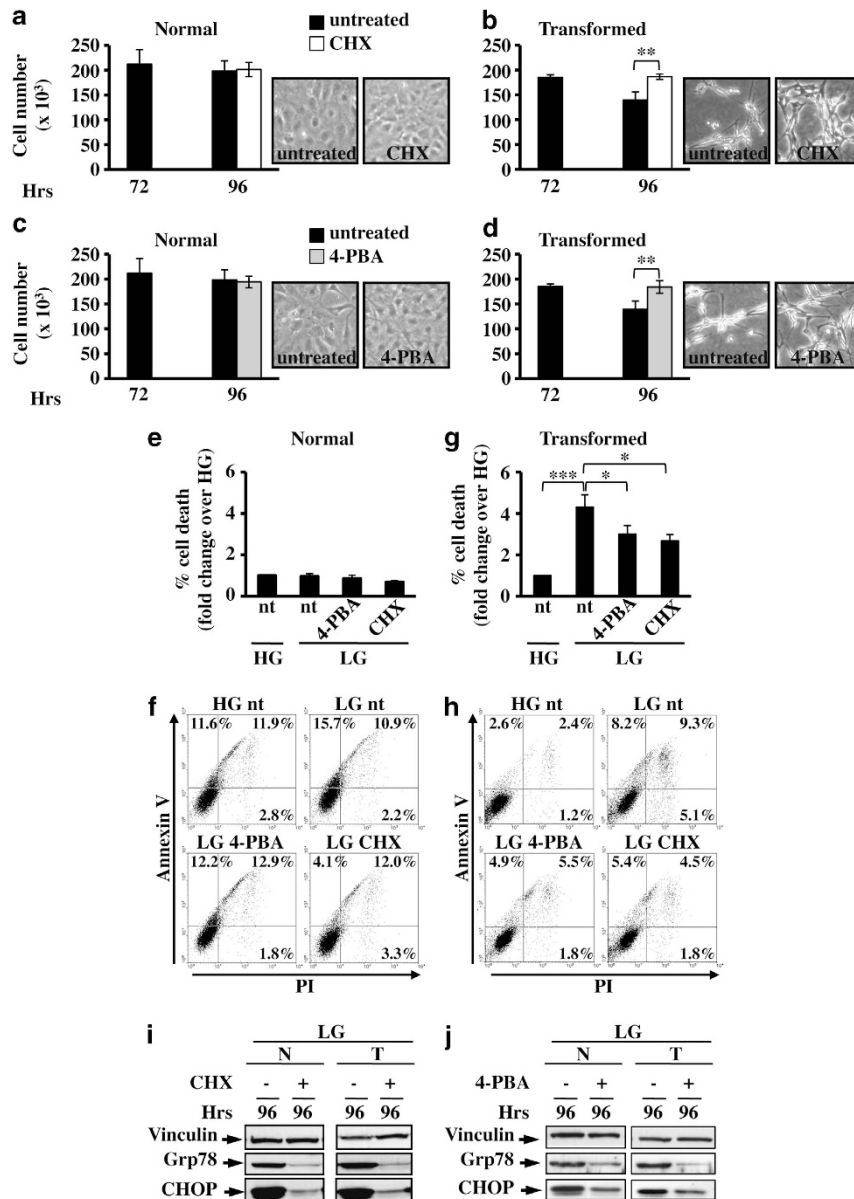 a
Normal
untreated
CHX
Cell number
(x 10³)
250
200
150
100
50
0
untreated
CHX
Hrs
72
96
b
Transformed
**
250
200
150
100
50
0
untreated
CHX
72
96
c
Normal
untreated
4-PBA
Cell number
(x 10³)
250
200
150
100
50
0
untreated
4-PBA
Hrs
72
96
d
Transformed
**
250
200
150
100
50
0
untreated
4-PBA
72
96
e
Normal
% cell death
(fold change over HG)
6
4
2
0
nt
nt
4-PBA
CHX
HG
LG
g
Transformed
% cell death
(fold change over HG)
6
4
2
0
***
*
*
nt
nt
4-PBA
CHX
HG
LG
f
HG nt
LG nt
11.6% 11.9%
2.8%
15.7% 10.9%
2.2%
LG 4-PBA
LG CHX
12.2% 12.9%
1.8%
4.1% 12.0%
3.3%
Annexin V
PI
h
HG nt
LG nt
2.6% 2.4%
1.2%
8.2% 9.3%
5.1%
LG 4-PBA
LG CHX
4.9% 5.5%
1.8%
5.4% 4.5%
1.8%
Annexin V
PI
i
LG
N T
CHX - + - +
Hrs 96 96 96 96
Vinculin
Grp78
CHOP
j
LG
N T
4-PBA - + - +
Hrs 96 96 96 96
Vinculin
Grp78
CHOP